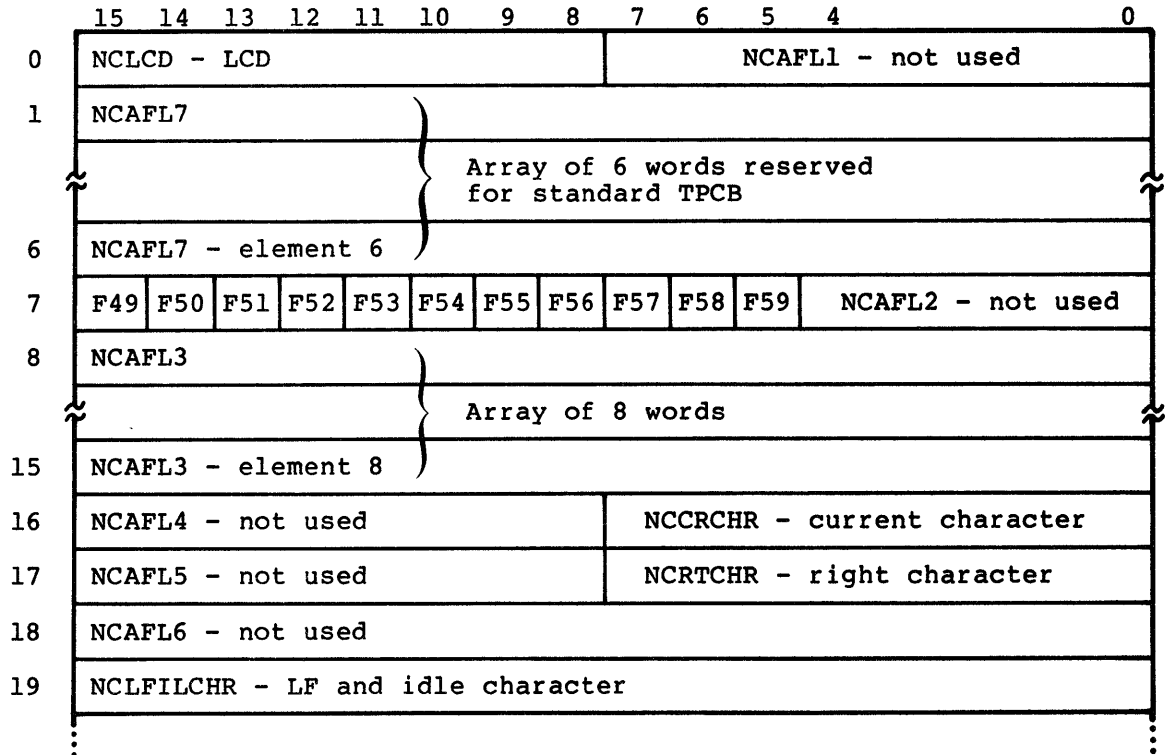 15 14 13 12 11 10 9 8 7 6 5 4 0
0 NCLCD - LCD NCAFL1 - not used
1 NCAFL7
Array of 6 words reserved
for standard TPCB
6 NCAFL7 - element 6
7 F49 F50 F51 F52 F53 F54 F55 F56 F57 F58 F59 NCAFL2 - not used
8 NCAFL3
Array of 8 words
15 NCAFL3 - element 8
16 NCAFL4 - not used NCCRCHR - current character
17 NCAFL5 - not used NCRTCHR - right character
18 NCAFL6 - not used
19 NCLFILCHR - LF and idle character